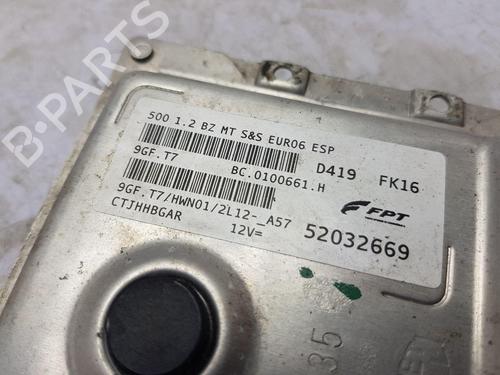 500 1.2 BZ MT S&S EURO6 ESP
D419 FK16
9GF.T7 BC.0100661.H
9GF.T7/HWN01/2L12-_A57
FPT
CTJHHBGAR 12V= 52032669
35
B-PARTS